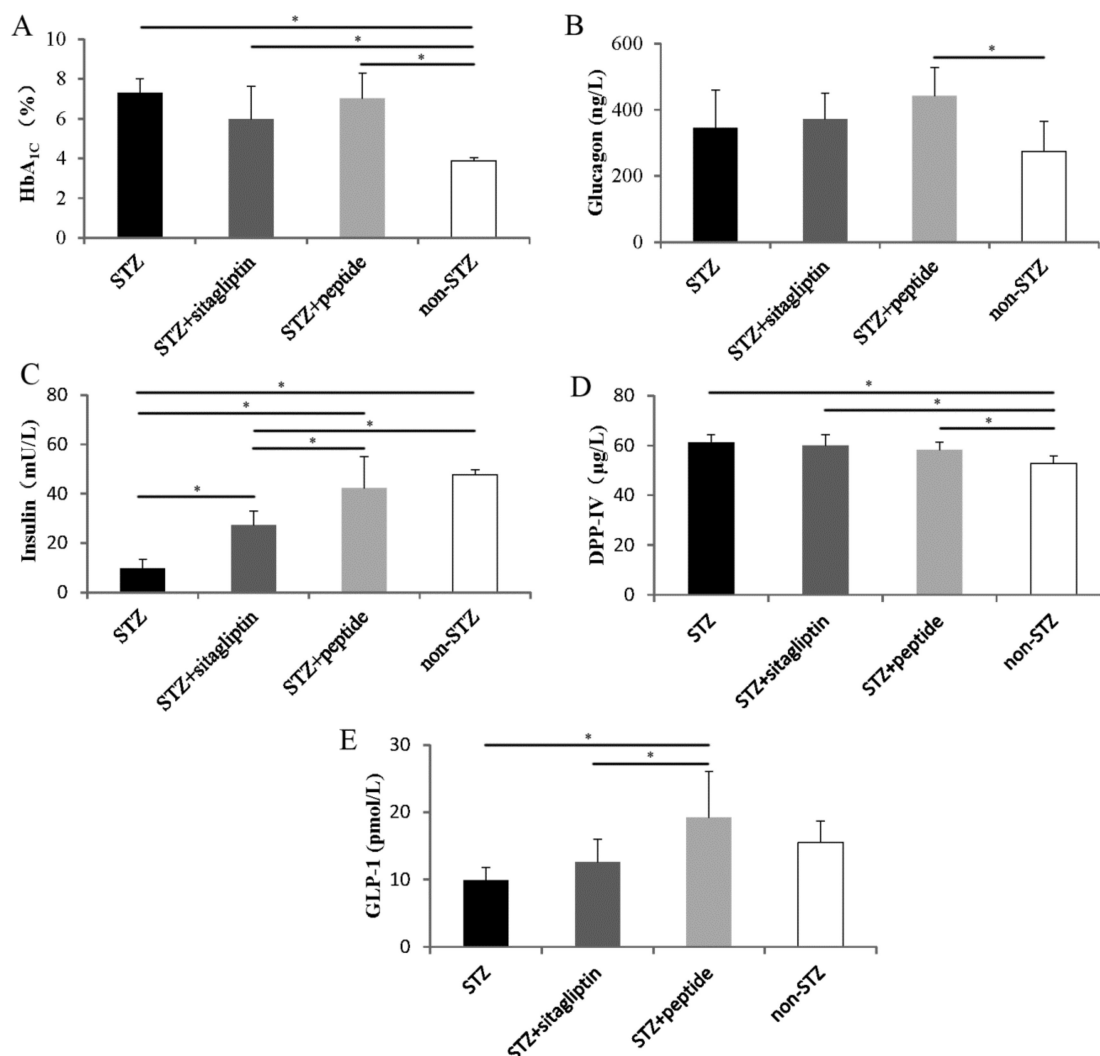 A
HbA1C (%)
10
8
6
4
2
0
*
*
*
STZ
STZ+sitagliptin
STZ+peptide
non-STZ
B
Glucagon (ng/L)
600
400
200
0
*
STZ
STZ+sitagliptin
STZ+peptide
non-STZ
C
Insulin (mU/L)
80
60
40
20
0
*
*
*
*
*
STZ
STZ+sitagliptin
STZ+peptide
non-STZ
D
DPP-IV (µg/L)
80
60
40
20
0
*
*
*
STZ
STZ+sitagliptin
STZ+peptide
non-STZ
E
GLP-1 (pmol/L)
30
20
10
0
*
*
STZ
STZ+sitagliptin
STZ+peptide
non-STZ